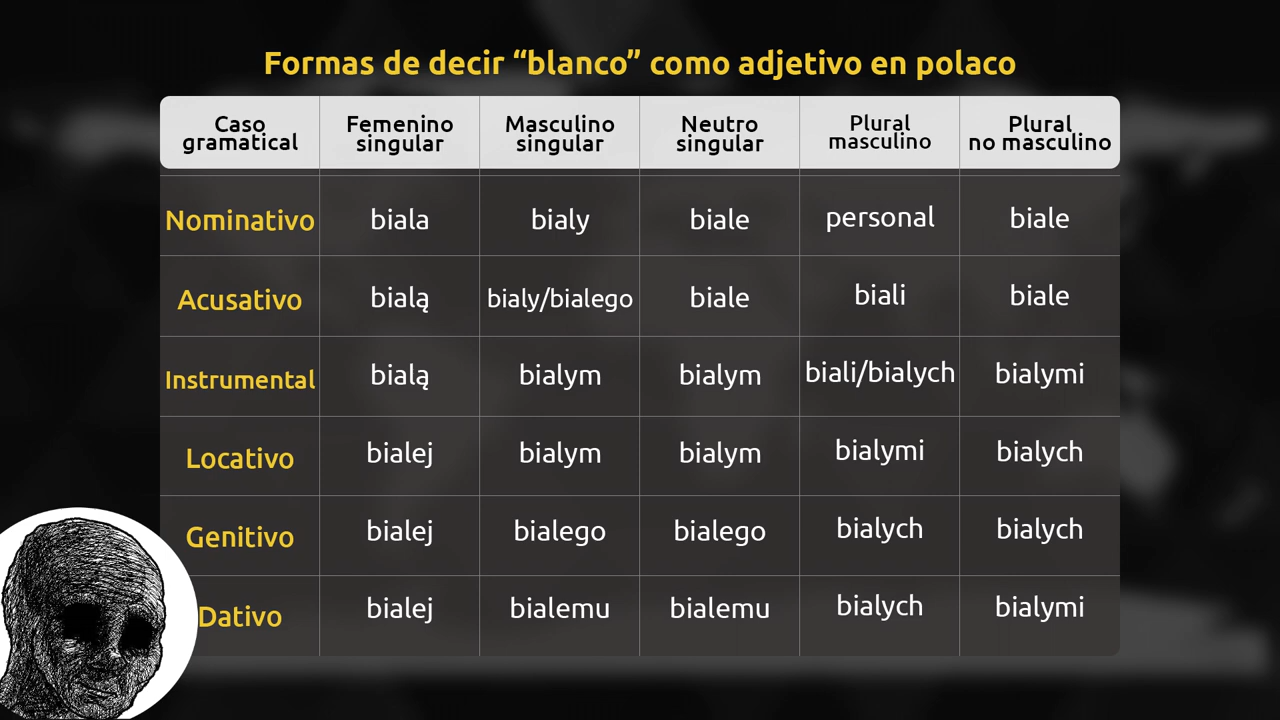 Formas de decir “blanco” como adjetivo en polaco
Caso gramatical Femenino singular Masculino singular Neutro singular Plural masculino Plural no masculino
Nominativo biala bialy biale personal biale
Acusativo bialą bialy/bialego biale biali biale
Instrumental bialą bialym bialym biali/bialych bialymi
Locativo bialej bialym bialym bialymi bialych
Genitivo bialej bialego bialego bialych bialych
Dativo bialej bialemu bialemu bialych bialymi